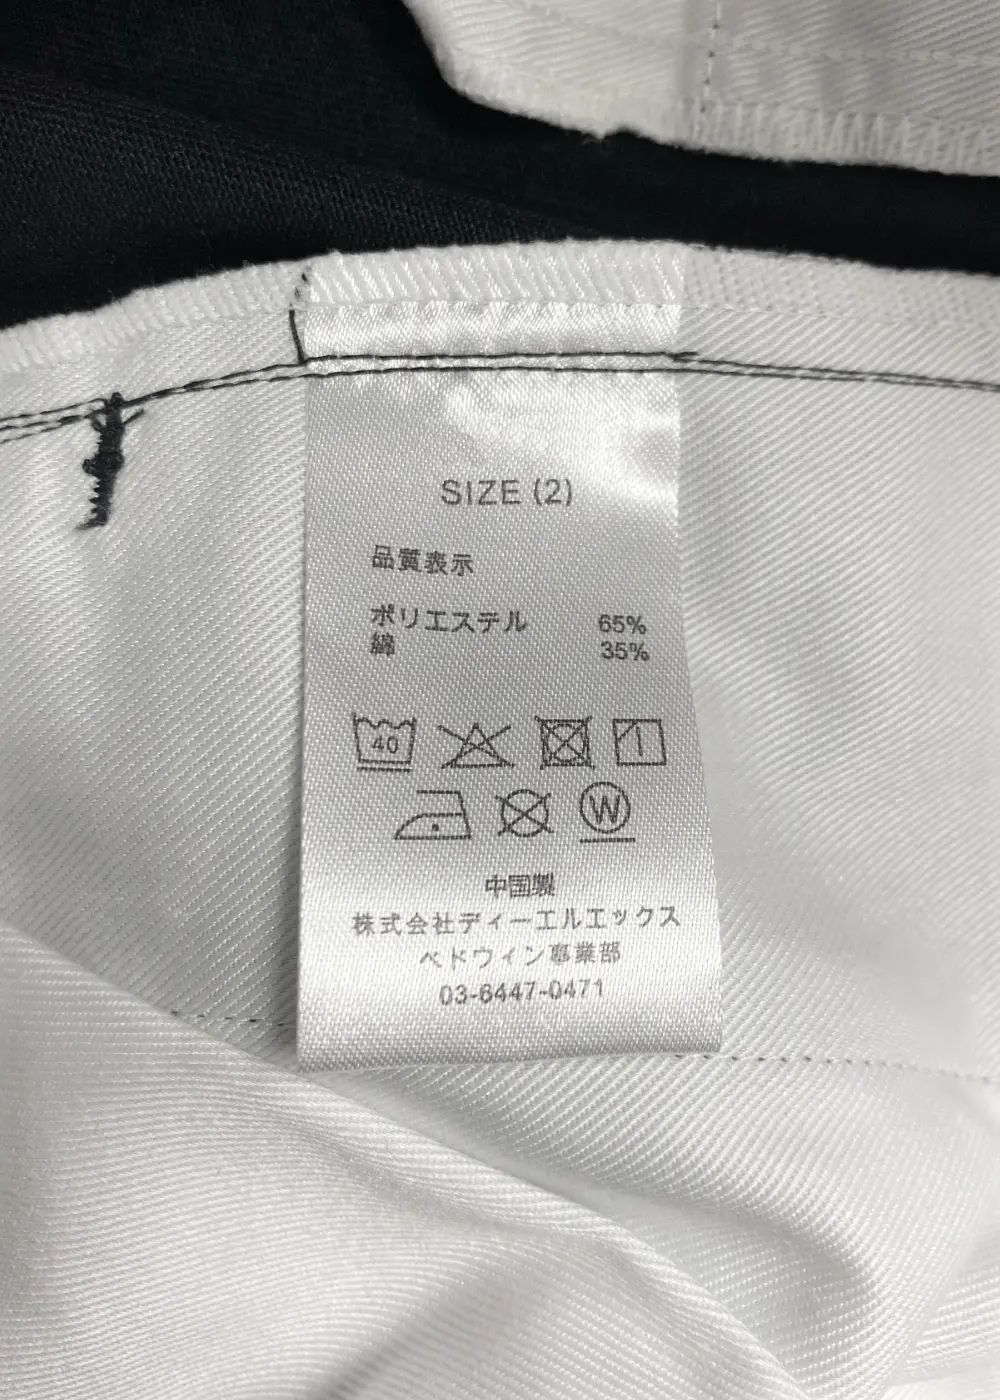 SIZE (2)
品質表示
ポリエステル 65%
綿 35%
40
W
中国製
株式会社ディーエルエックス
ベドウィン事業部
03-6447-0471